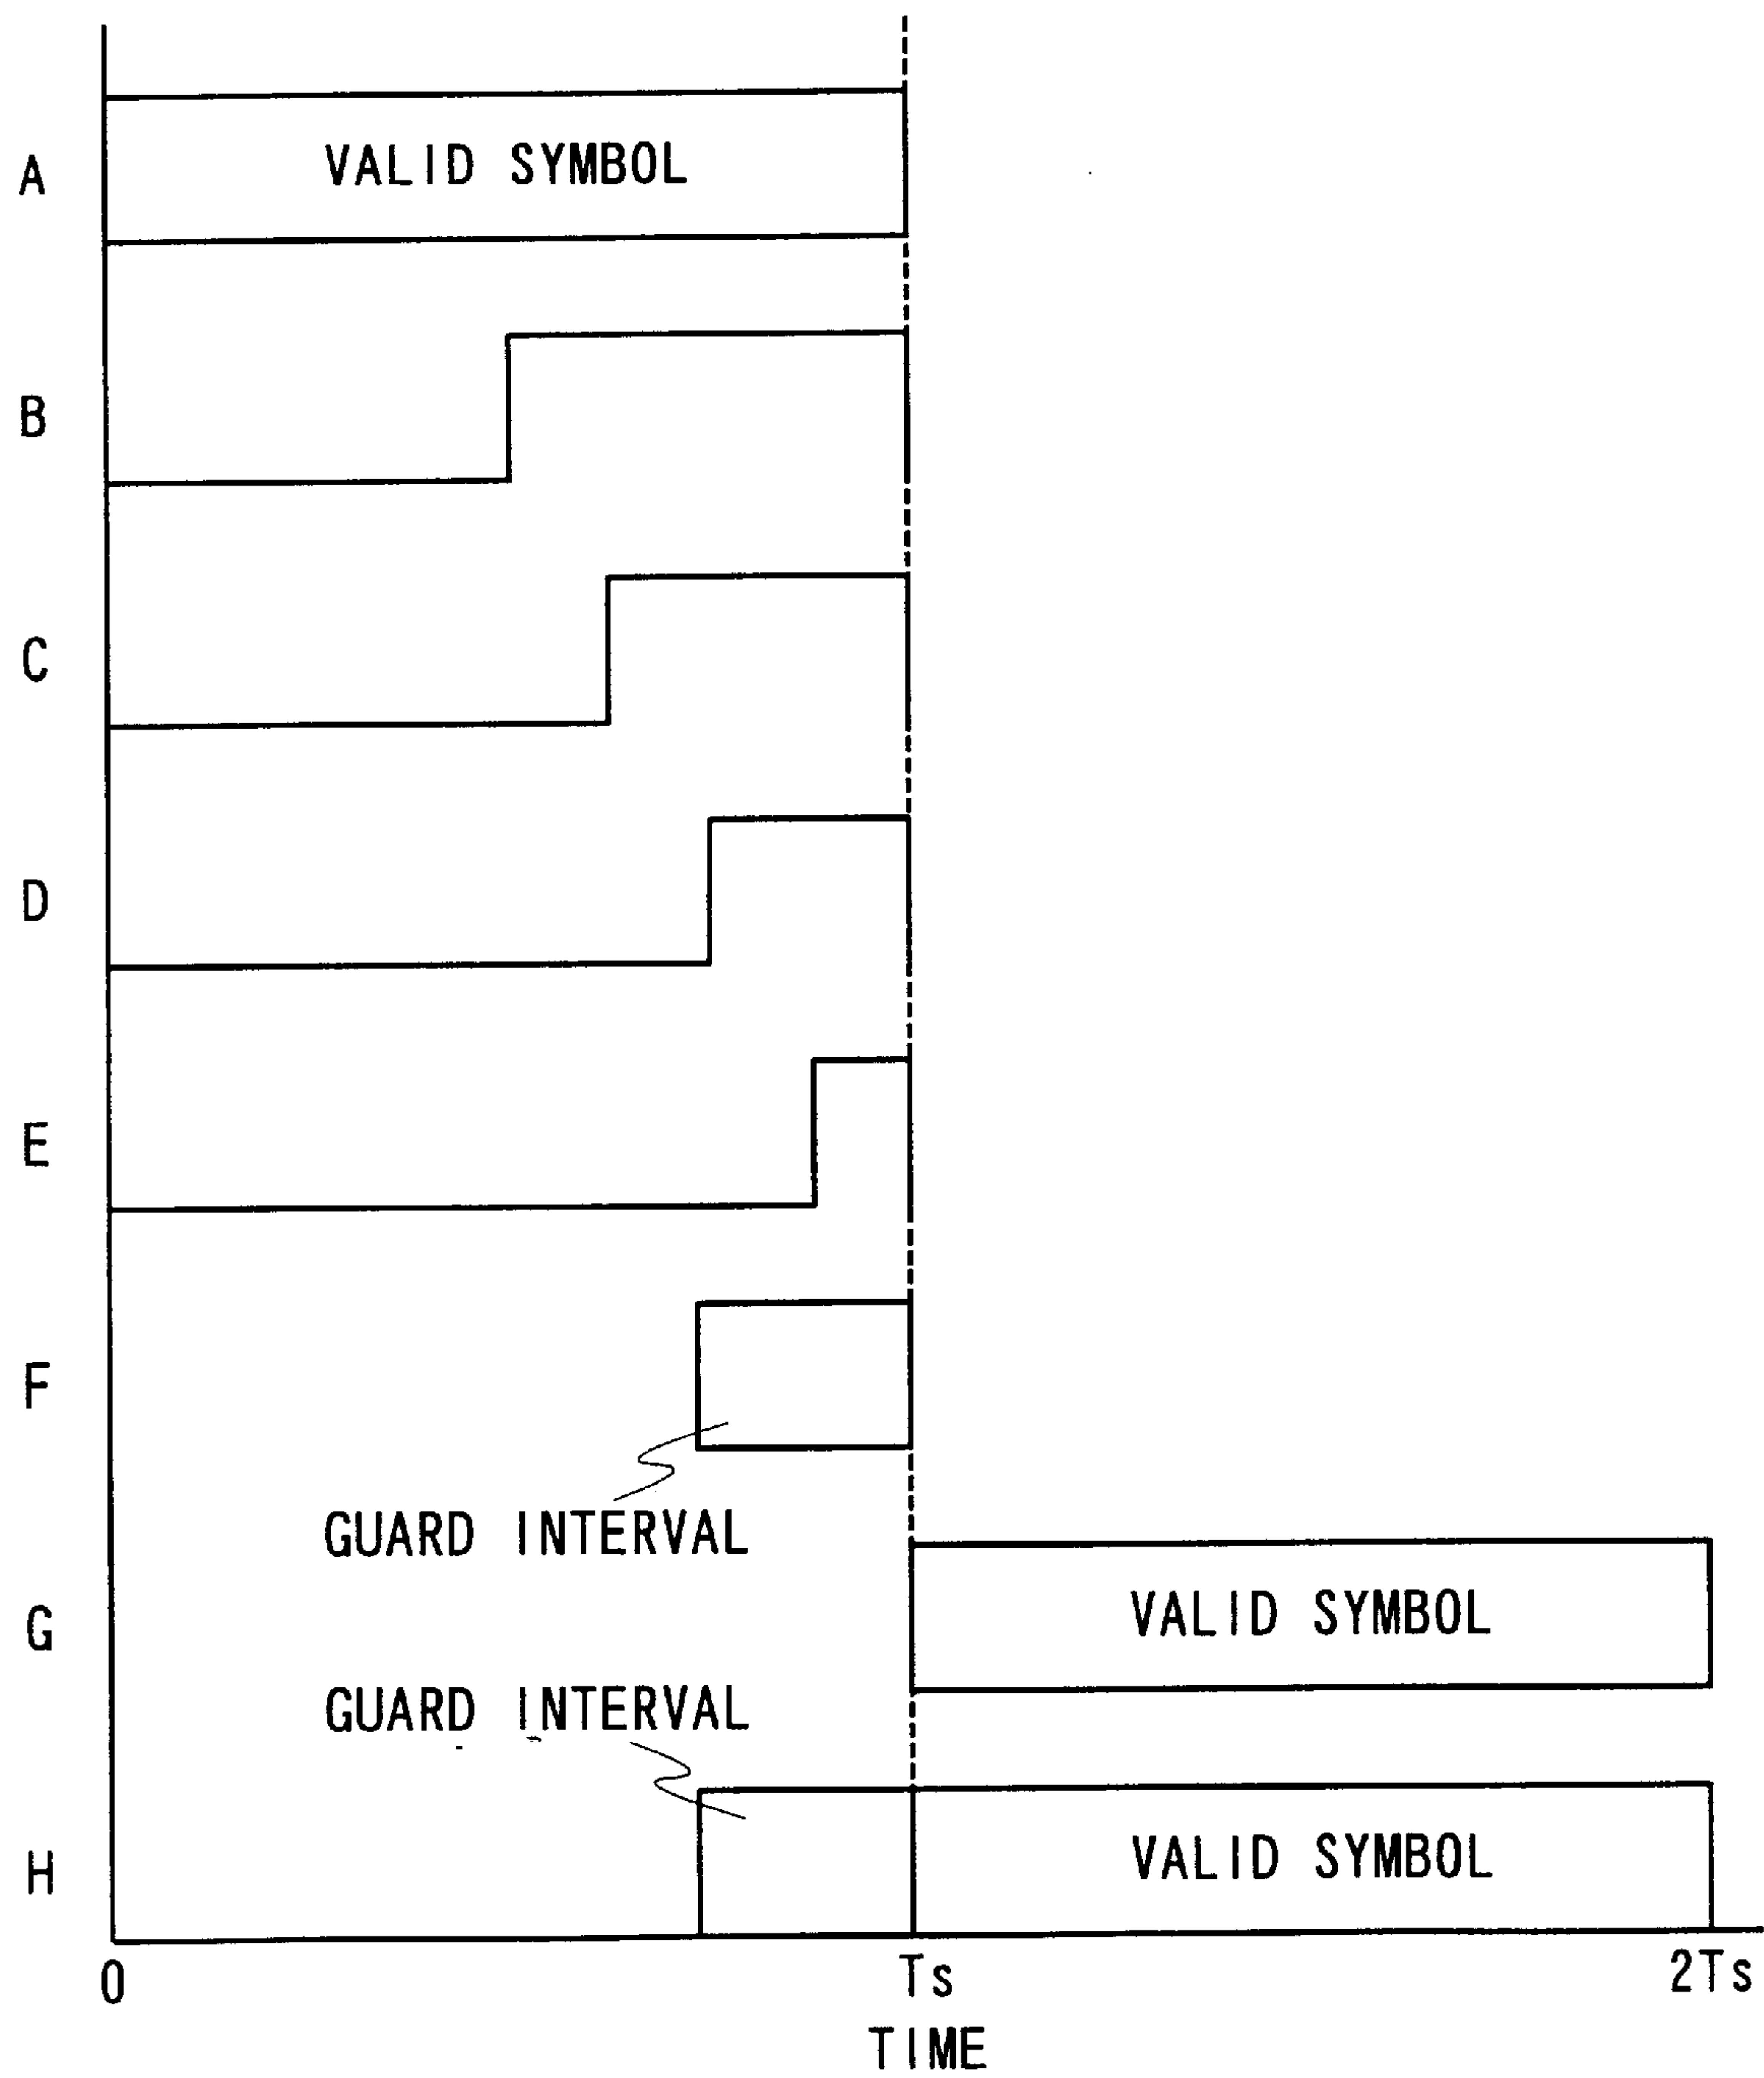 A
VALID SYMBOL
B
C
D
E
F
GUARD INTERVAL
G
VALID SYMBOL
GUARD INTERVAL
H
VALID SYMBOL
0
Ts
2Ts
TIME